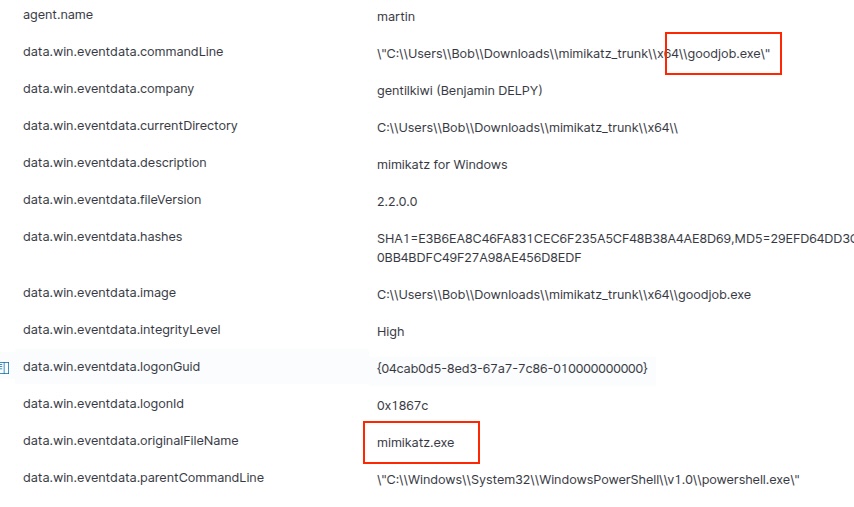 agent.name martin
data.win.eventdata.commandLine \"C:\\Users\\Bob\\Downloads\\mimikatz_trunk\\x64\\goodjob.exe\"
data.win.eventdata.company gentilkiwi (Benjamin DELPY)
data.win.eventdata.currentDirectory C:\\Users\\Bob\\Downloads\\mimikatz_trunk\\x64\\
data.win.eventdata.description mimikatz for Windows
data.win.eventdata.fileVersion 2.2.0.0
data.win.eventdata.hashes SHA1=E3B6EA8C46FA831CEC6F235A5CF48B38A4AE8D69,MD5=29EFD64DD3C
0BB4BDFC49F27A98AE456D8EDF
data.win.eventdata.image C:\\Users\\Bob\\Downloads\\mimikatz_trunk\\x64\\goodjob.exe
data.win.eventdata.integrityLevel High
data.win.eventdata.logonGuid {04cab0d5-8ed3-67a7-7c86-010000000000}
data.win.eventdata.logonId 0x1867c
data.win.eventdata.originalFileName mimikatz.exe
data.win.eventdata.parentCommandLine \"C:\\Windows\\System32\\WindowsPowerShell\\v1.0\\powershell.exe\"